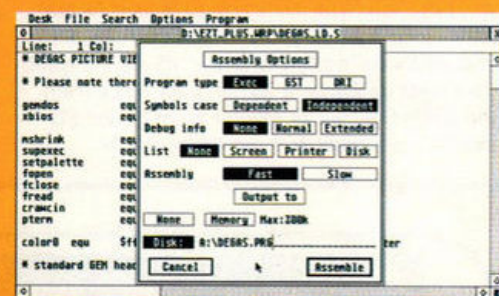 Desk File Search Options Program
D:\EZT_PLUS.WRP\DEGAS.LD.S
Line: 1 Col:
* DEGAS PICTURE VIE
* Please note there
gemdos equ
xbios equ
mshrink equ
supexec equ
setpalette equ
fopen equ
fclose equ
fread equ
crawcin equ
pterm equ
color0 equ $ff ter
* standard GEM head
Assembly Options
Program type Exec GST DRI
Symbols case Dependent Independent
Debug info None Normal Extended
List None Screen Printer Disk
Assembly Fast Slow
Output to
None Memory Max:200k
Disk: A:\DEGAS.PRG
Cancel Assemble